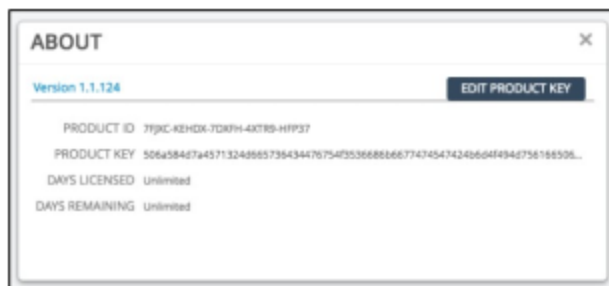 ABOUT
Version 1.1.124
EDIT PRODUCT KEY
PRODUCT ID
PRODUCT KEY
DAYS LICENSED Unlimited
DAYS REMAINING Unlimited